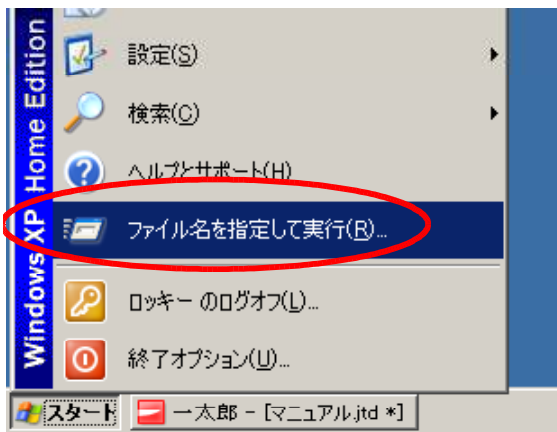 Windows XP Home Edition
設定(S)
検索(C)
ヘルプとサポート(H)
ファイル名を指定して実行(R)...
ロッキー のログオフ(L)...
終了オプション(U)...
スタート
一太郎 - [マニュアル.jtd *]